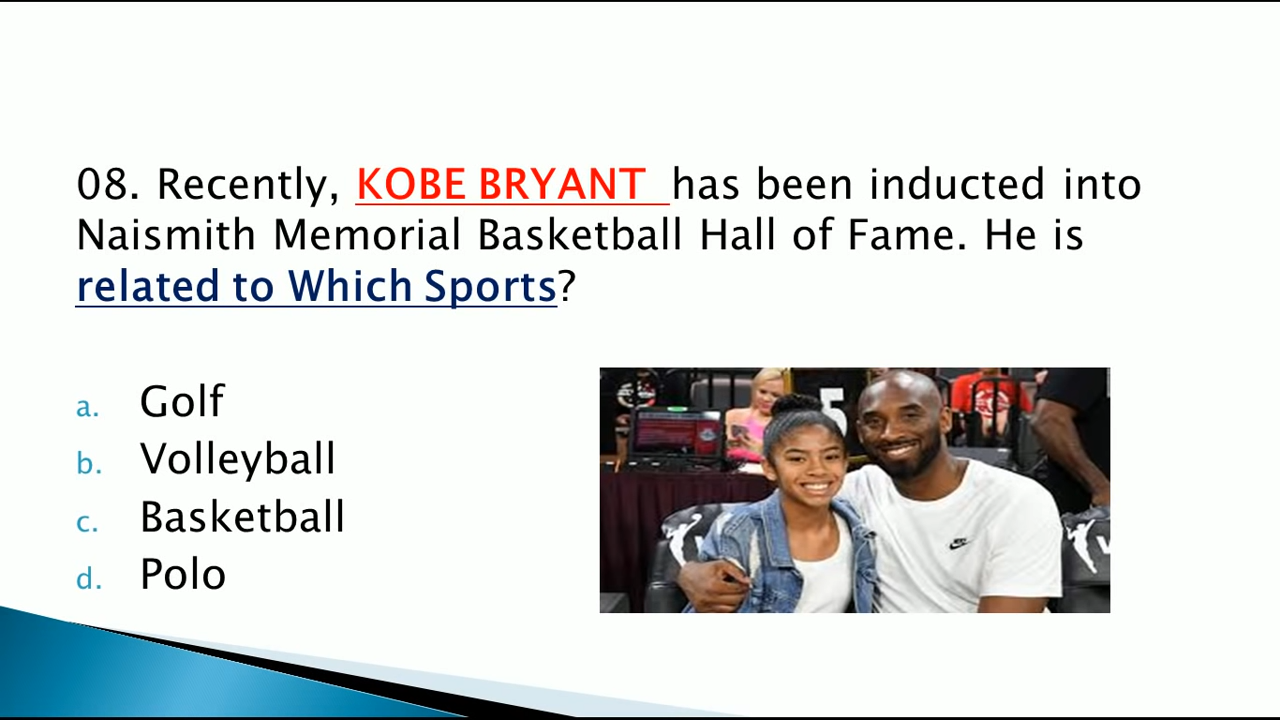 08. Recently, KOBE BRYANT has been inducted into
Naismith Memorial Basketball Hall of Fame. He is
related to Which Sports?
a. Golf
b. Volleyball
c. Basketball
d. Polo
5